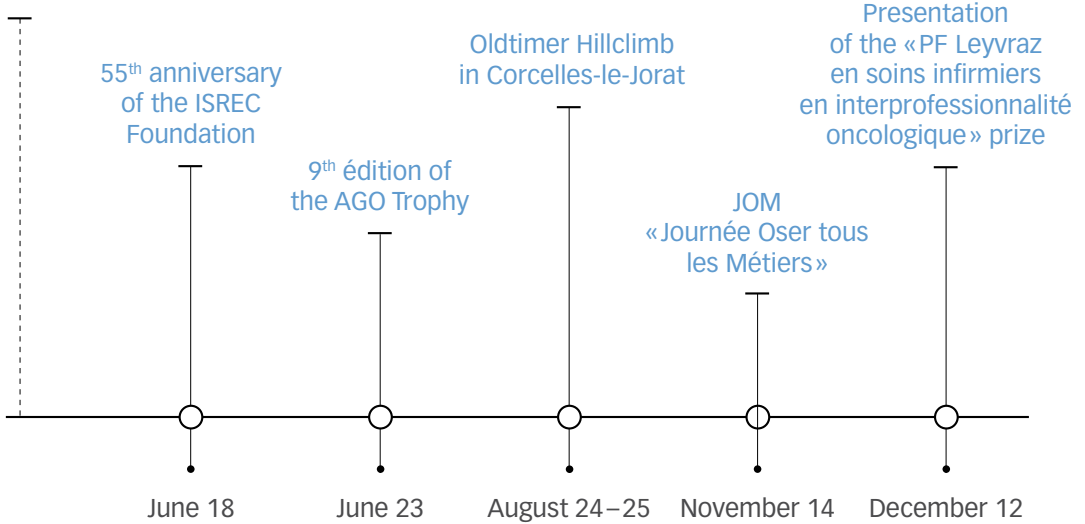 55th anniversary
of the ISREC
Foundation
June 18
9th édition of
the AGO Trophy
June 23
Oldtimer Hillclimb
in Corcelles-le-Jorat
August 24–25
JOM
«Journée Oser tous
les Métiers»
November 14
Presentation
of the «PF Leyvraz
en soins infirmiers
en interprofessionnalité
oncologique» prize
December 12